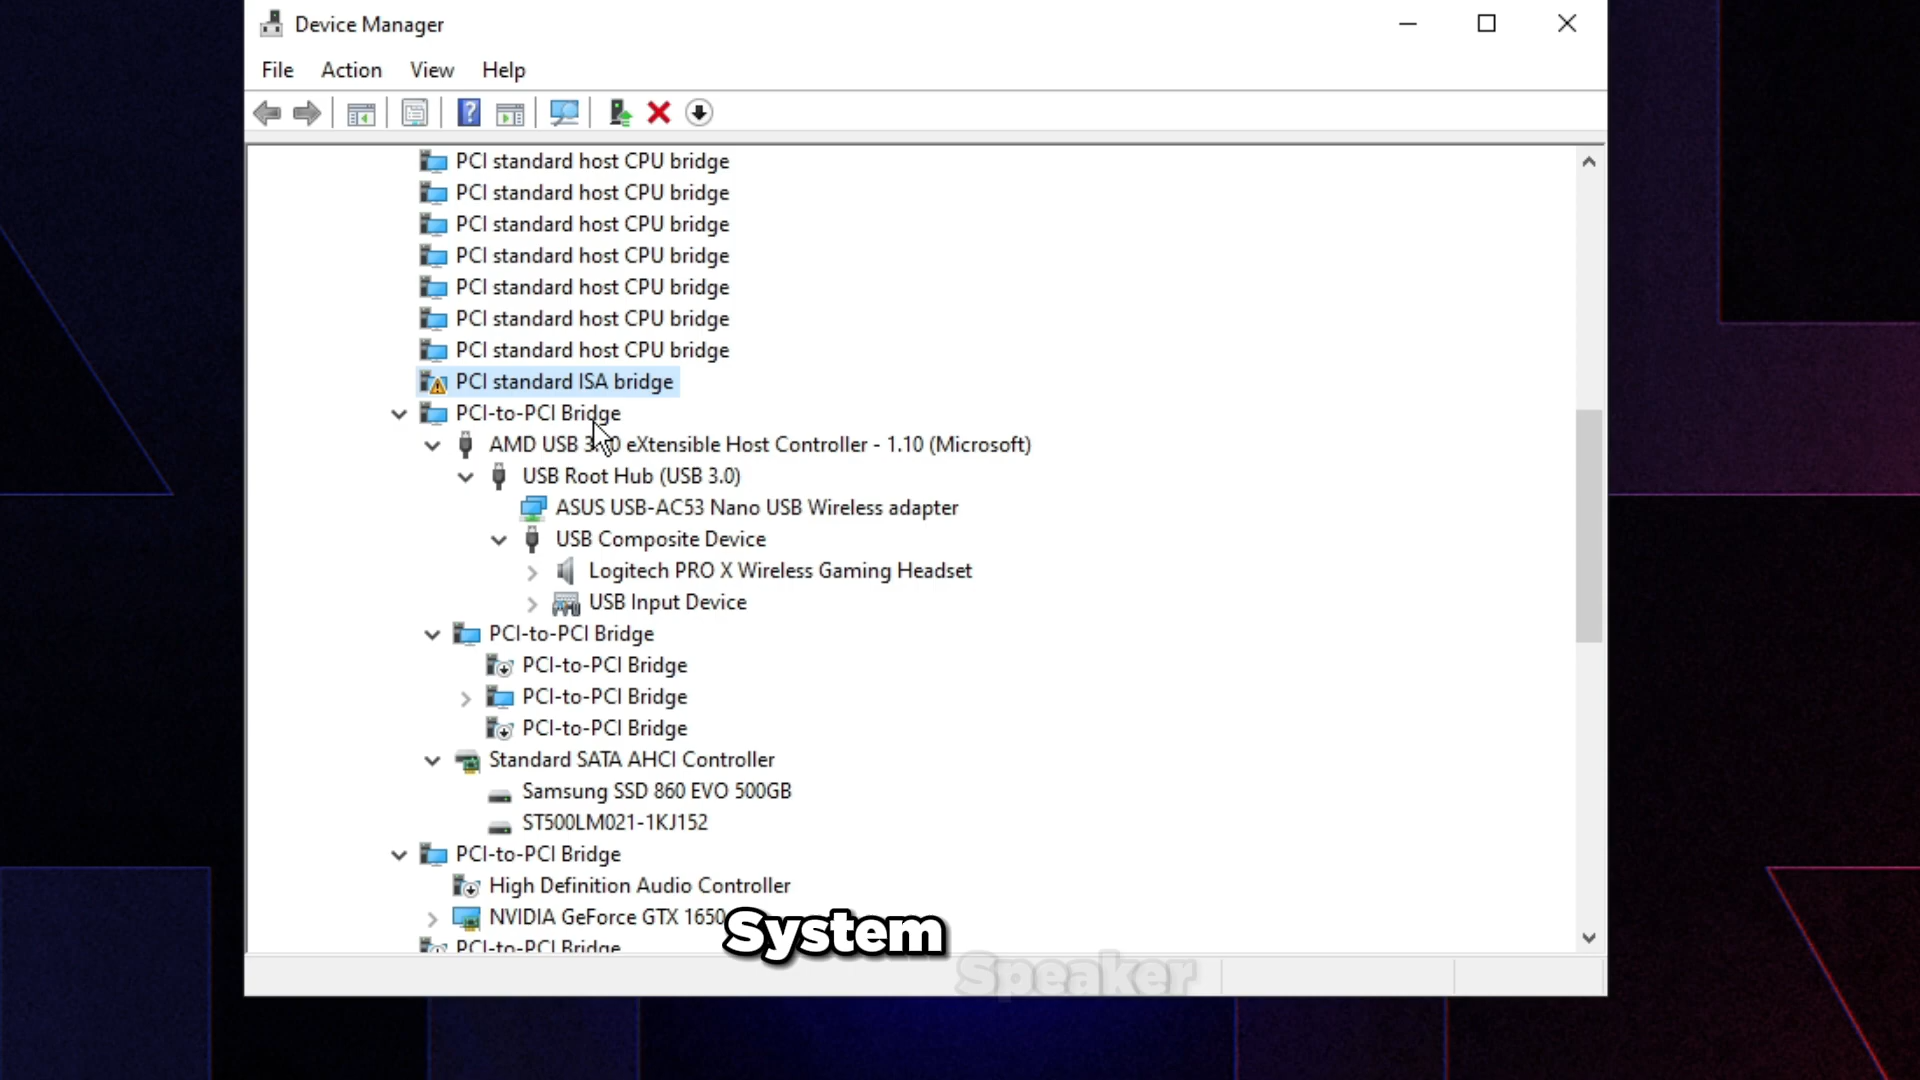 Device Manager
File Action View Help
PCI standard host CPU bridge
PCI standard host CPU bridge
PCI standard host CPU bridge
PCI standard host CPU bridge
PCI standard host CPU bridge
PCI standard host CPU bridge
PCI standard host CPU bridge
PCI standard ISA bridge
PCI-to-PCI Bridge
AMD USB 3.10 eXtensible Host Controller - 1.10 (Microsoft)
USB Root Hub (USB 3.0)
ASUS USB-AC53 Nano USB Wireless adapter
USB Composite Device
Logitech PRO X Wireless Gaming Headset
USB Input Device
PCI-to-PCI Bridge
PCI-to-PCI Bridge
PCI-to-PCI Bridge
PCI-to-PCI Bridge
Standard SATA AHCI Controller
Samsung SSD 860 EVO 500GB
ST500LM021-1KJ152
PCI-to-PCI Bridge
High Definition Audio Controller
NVIDIA GeForce GTX 1650
PCI-to-PCI Bridge
System
Speaker